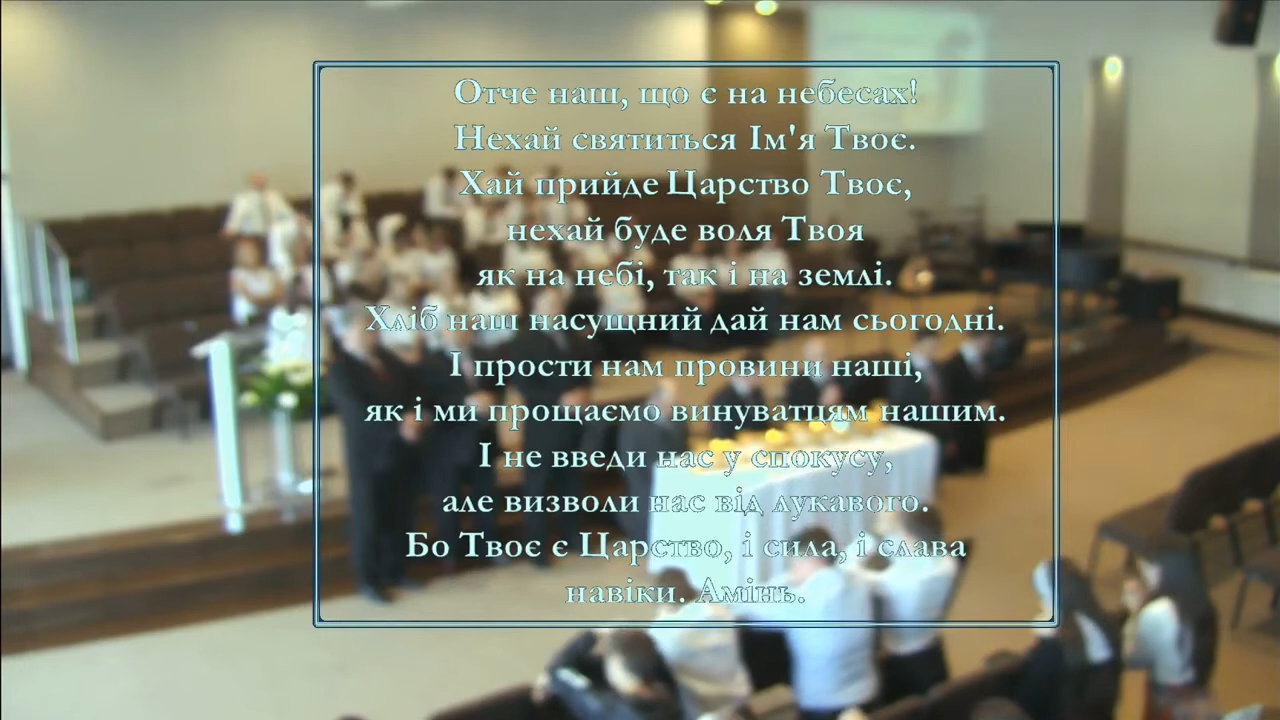 Отче наш, що є на небесах!
Нехай святиться Ім'я Твоє.
Хай прийде Царство Твоє,
нехай буде воля Твоя
як на небі, так і на землі.
Хліб наш насущний дай нам сьогодні.
І прости нам провини наші,
як і ми прощаємо винуватцям нашим.
І не введи нас у спокусу,
але визволи нас від лукавого.
Бо Твоє є Царство, і сила, і слава
навіки. Амінь.